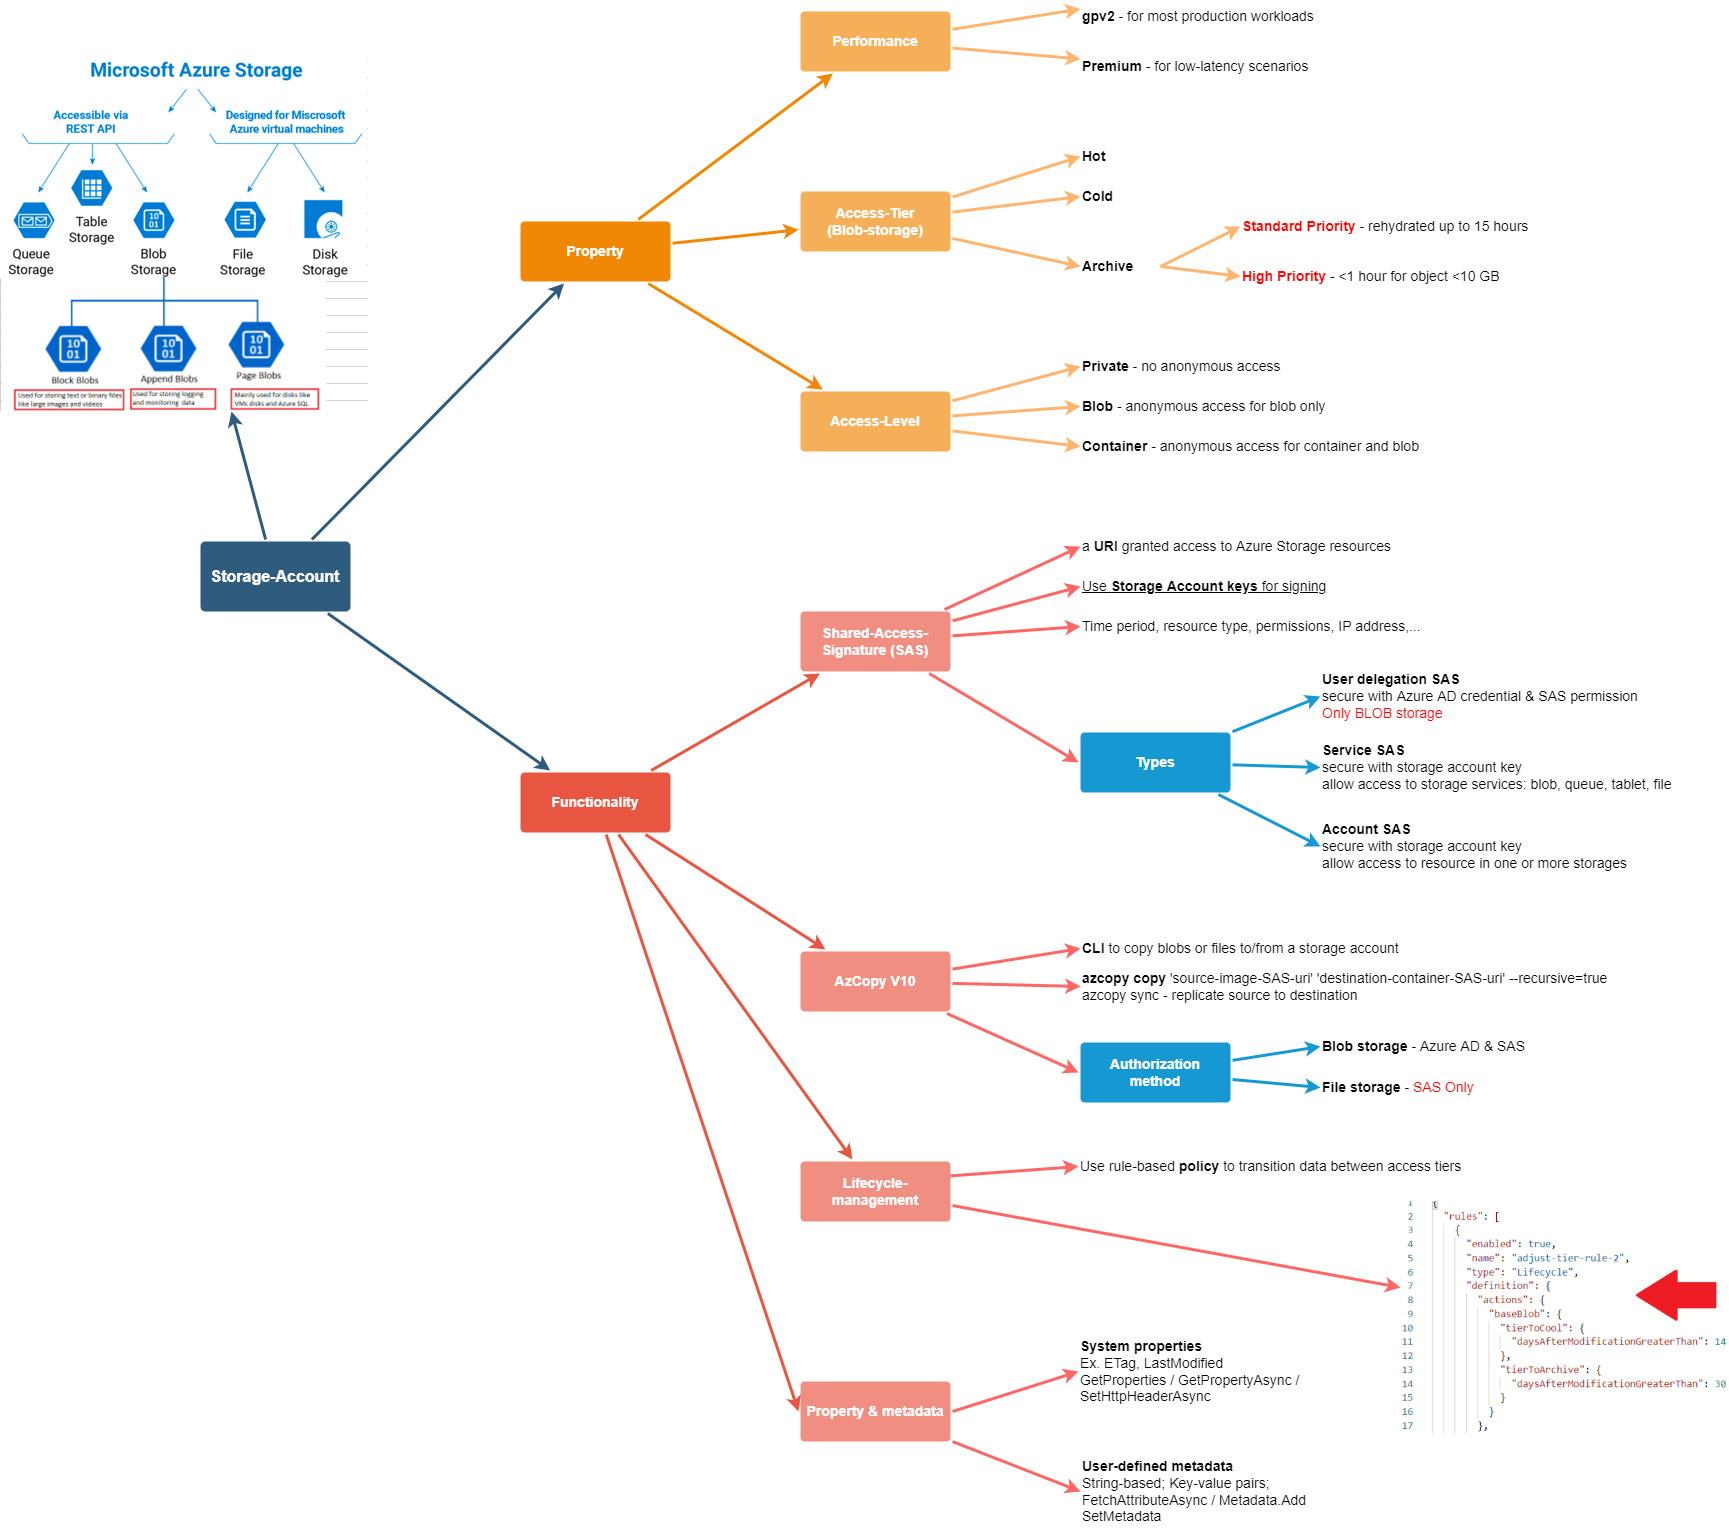 Microsoft Azure Storage
Accessible via
REST API
Designed for Miscrosoft
Azure virtual machines
Table
Storage
Queue
Storage
Blob
Storage
File
Storage
Disk
Storage
10
01
10
01
10
01
10
01
Block Blobs
Append Blobs
Page Blobs
Used for storing text or binary files
like large images and videos
Used for storing logging
and monitoring data
Mainly used for disks like
VMs disks and Azure SQL
Storage-Account
Property
Performance
gpv2 - for most production workloads
Premium - for low-latency scenarios
Access-Tier
(Blob-storage)
Hot
Cold
Archive
Standard Priority - rehydrated up to 15 hours
High Priority - <1 hour for object <10 GB
Access-Level
Private - no anonymous access
Blob - anonymous access for blob only
Container - anonymous access for container and blob
Functionality
Shared-Access-
Signature (SAS)
a URI granted access to Azure Storage resources
Use Storage Account keys for signing
Time period, resource type, permissions, IP address,...
Types
User delegation SAS
secure with Azure AD credential & SAS permission
Only BLOB storage
Service SAS
secure with storage account key
allow access to storage services: blob, queue, tablet, file
Account SAS
secure with storage account key
allow access to resource in one or more storages
AzCopy V10
CLI to copy blobs or files to/from a storage account
azcopy copy 'source-image-SAS-uri' 'destination-container-SAS-uri' --recursive=true
azcopy sync - replicate source to destination
Authorization
method
Blob storage - Azure AD & SAS
File storage - SAS Only
Lifecycle-
management
Use rule-based policy to transition data between access tiers
1 {
2 "rules": [
3 {
4 "enabled": true,
5 "name": "adjust-tier-rule-2",
6 "type": "Lifecycle",
7 "definition": {
8 "actions": {
9 "baseBlob": {
10 "tierToCool": {
11 "daysAfterModificationGreaterThan": 14
12 },
13 "tierToArchive": {
14 "daysAfterModificationGreaterThan": 30
15 }
16 }
17 },
Property & metadata
System properties
Ex. ETag, LastModified
GetProperties / GetPropertyAsync /
SetHttpHeaderAsync
User-defined metadata
String-based; Key-value pairs;
FetchAttributeAsync / Metadata.Add
SetMetadata